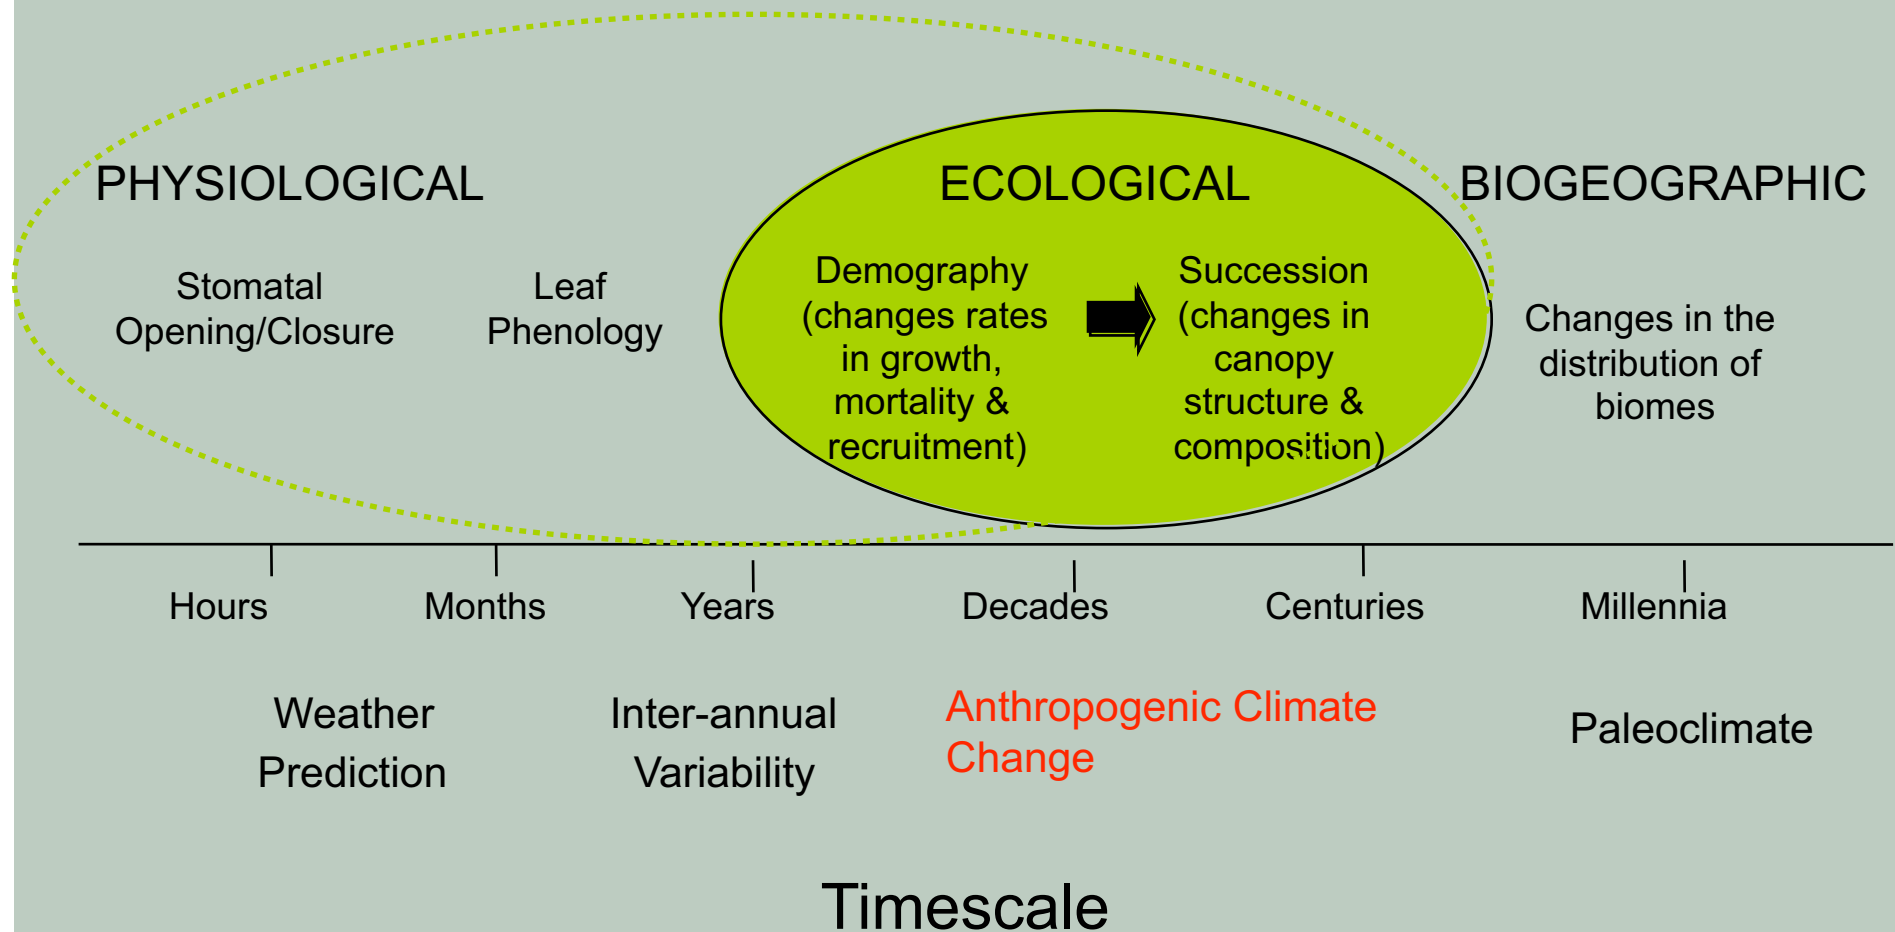 PHYSIOLOGICAL
ECOLOGICAL
BIOGEOGRAPHIC
Stomatal
Opening/Closure
Leaf
Phenology
Demography
(changes rates
in growth,
mortality &
recruitment)
Succession
(changes in
canopy
structure &
composition)
Changes in the
distribution of
biomes
Hours
Months
Years
Decades
Centuries
Millennia
Weather
Prediction
Inter-annual
Variability
Anthropogenic Climate
Change
Paleoclimate
Timescale